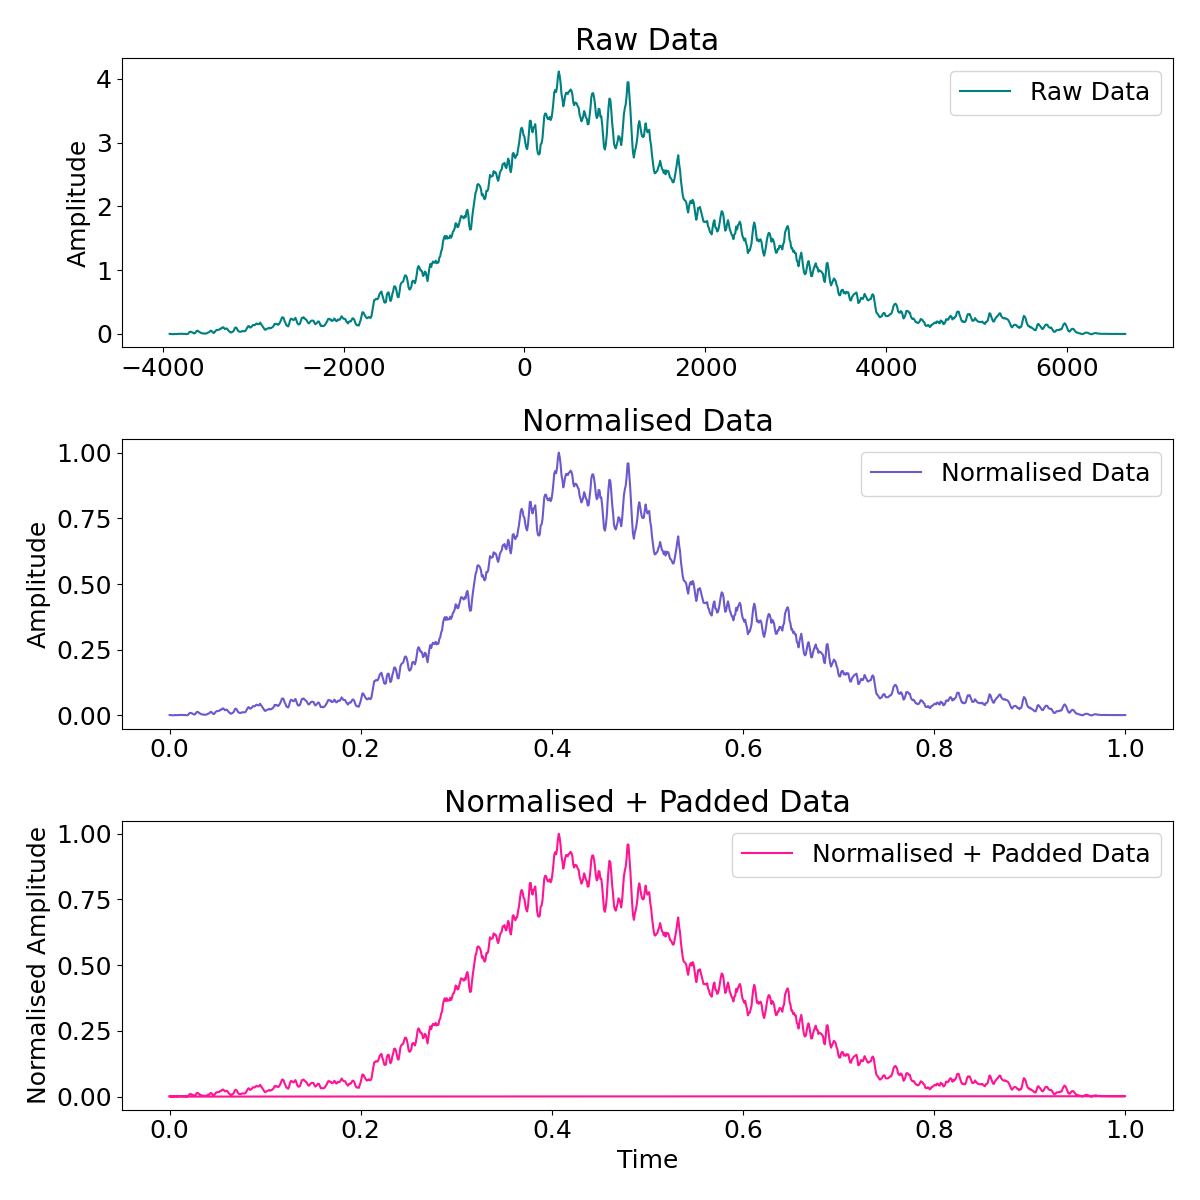 Raw Data
Amplitude
4
3
2
1
0
Raw Data
−4000 −2000 0 2000 4000 6000
Normalised Data
Amplitude
1.00
0.75
0.50
0.25
0.00
Normalised Data
0.0 0.2 0.4 0.6 0.8 1.0
Normalised + Padded Data
Normalised Amplitude
1.00
0.75
0.50
0.25
0.00
Normalised + Padded Data
0.0 0.2 0.4 0.6 0.8 1.0
Time